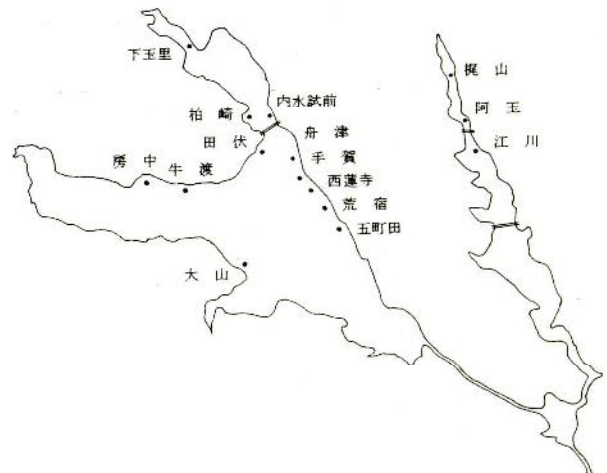 下玉里
梶山
柏崎
内水試前
阿玉
田伏
舟津
江川
房中
牛渡
手賀
西蓮寺
荒宿
五町田
大山